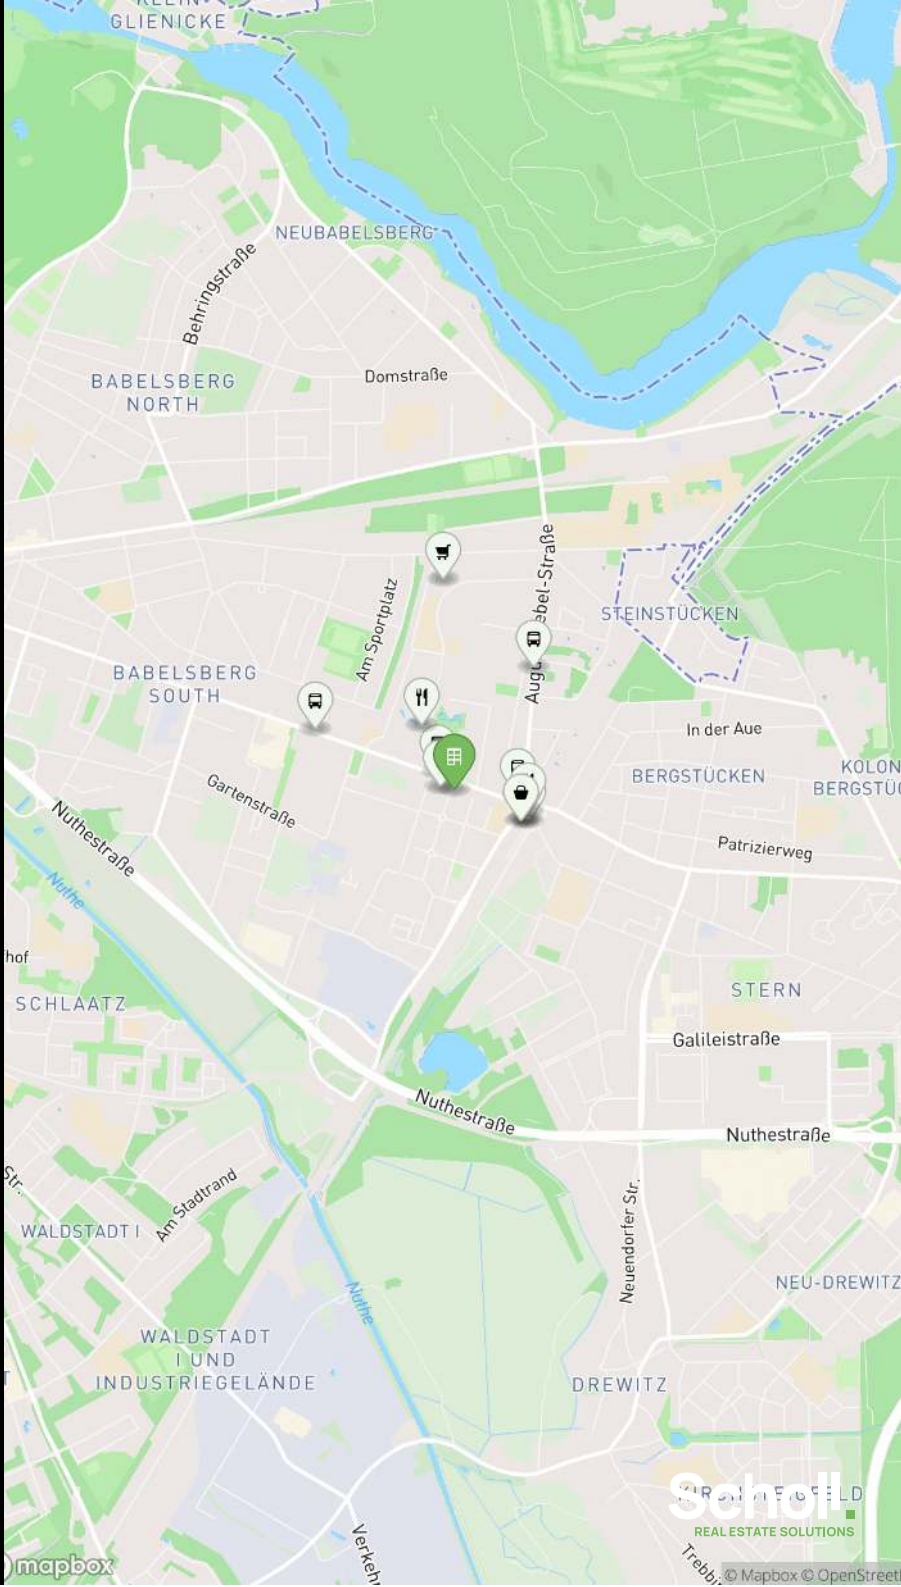 KLEIN
GLIENICKE
NEUBABELSBERG
Behringstraße
BABELSBERG
NORTH
Domstraße
Am Sportplatz
STEINSTÜCKEN
BABELSBERG
SOUTH
In der Aue
BERGSTÜCKEN
Gartenstraße
Patrizierweg
Nuthestraße
Nuthe
SCHLAATZ
STERN
Galileistraße
Nuthestraße
Nuthestraße
Str.
Am Stadtrand
WALDSTADT I
Neuendorfer Str.
NEU-DREWITZ
Nuthe
WALDSTADT
I UND
INDUSTRIEGELÄNDE
DREWITZ
Scholl.
REAL ESTATE SOLUTIONS
mapbox
© Mapbox © OpenStreet